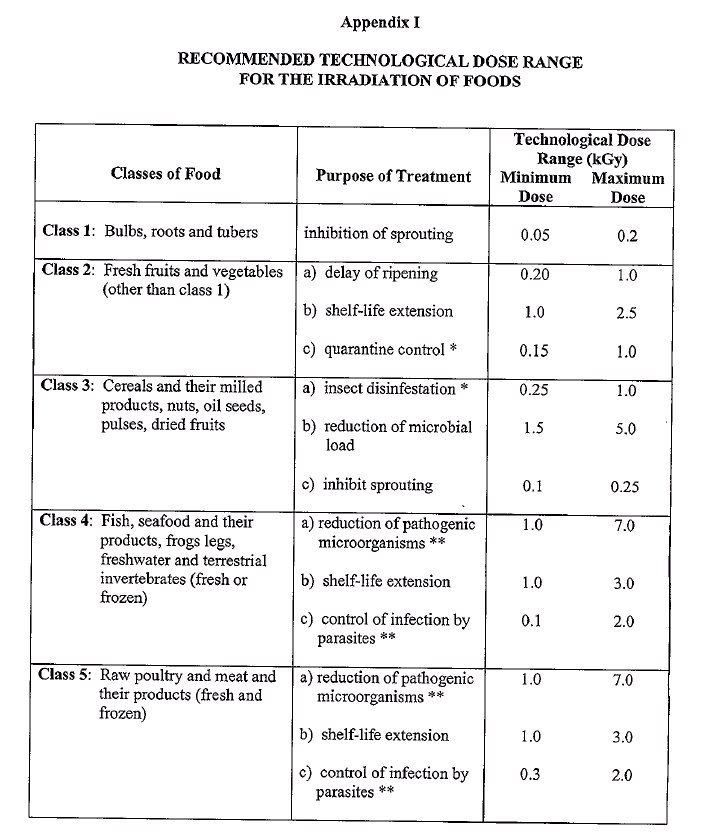 Appendix I
RECOMMENDED TECHNOLOGICAL DOSE RANGE
FOR THE IRRADIATION OF FOODS
Classes of Food
Purpose of Treatment
Technological Dose
Range (kGy)
Minimum Maximum
Dose Dose
Class 1: Bulbs, roots and tubers
inhibition of sprouting
0.05 0.2
Class 2: Fresh fruits and vegetables
(other than class 1)
a) delay of ripening
0.20 1.0
b) shelf-life extension
1.0 2.5
c) quarantine control *
0.15 1.0
Class 3: Cereals and their milled
products, nuts, oil seeds,
pulses, dried fruits
a) insect disinfestation *
0.25 1.0
b) reduction of microbial
load
1.5 5.0
c) inhibit sprouting
0.1 0.25
Class 4: Fish, seafood and their
products, frogs legs,
freshwater and terrestrial
invertebrates (fresh or
frozen)
a) reduction of pathogenic
microorganisms **
1.0 7.0
b) shelf-life extension
1.0 3.0
c) control of infection by
parasites **
0.1 2.0
Class 5: Raw poultry and meat and
their products (fresh and
frozen)
a) reduction of pathogenic
microorganisms **
1.0 7.0
b) shelf-life extension
1.0 3.0
c) control of infection by
parasites **
0.3 2.0